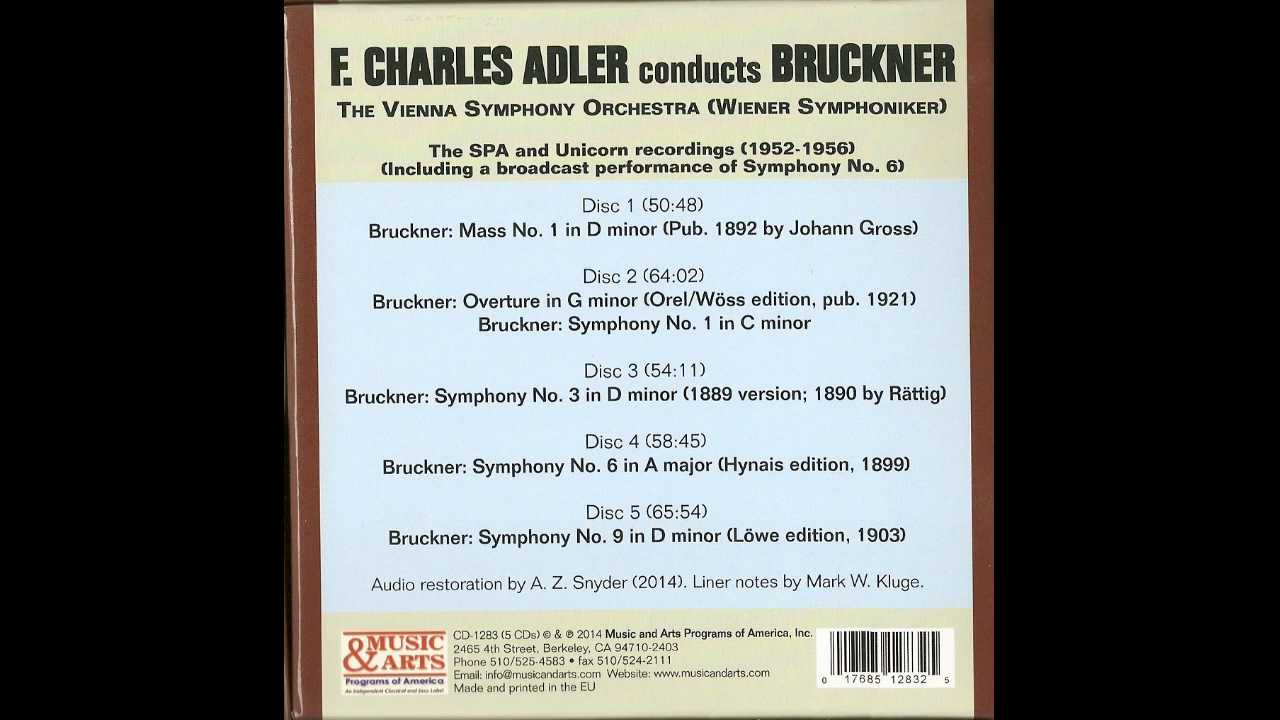 F. CHARLES ADLER conducts BRUCKNER
THE VIENNA SYMPHONY ORCHESTRA (WIENER SYMPHONIKER)
The SPA and Unicorn recordings (1952-1956)
(Including a broadcast performance of Symphony No. 6)
Disc 1 (50:48)
Bruckner: Mass No. 1 in D minor (Pub. 1892 by Johann Gross)
Disc 2 (64:02)
Bruckner: Overture in G minor (Orel/Wöss edition, pub. 1921)
Bruckner: Symphony No. 1 in C minor
Disc 3 (54:11)
Bruckner: Symphony No. 3 in D minor (1889 version; 1890 by Rättig)
Disc 4 (58:45)
Bruckner: Symphony No. 6 in A major (Hynais edition, 1899)
Disc 5 (65:54)
Bruckner: Symphony No. 9 in D minor (Löwe edition, 1903)
Audio restoration by A. Z. Snyder (2014). Liner notes by Mark W. Kluge.
MUSIC
& ARTS
Programs of America
An Independent Classical and Jazz Label
CD-1283 (5 CDs) © & ℗ 2014 Music and Arts Programs of America, Inc.
2465 4th Street, Berkeley, CA 94710-2403
Phone 510/525-4583 • fax 510/524-2111
Email: info@musicandarts.com Website: www.musicandarts.com
Made and printed in the EU
0 17685 12832 5